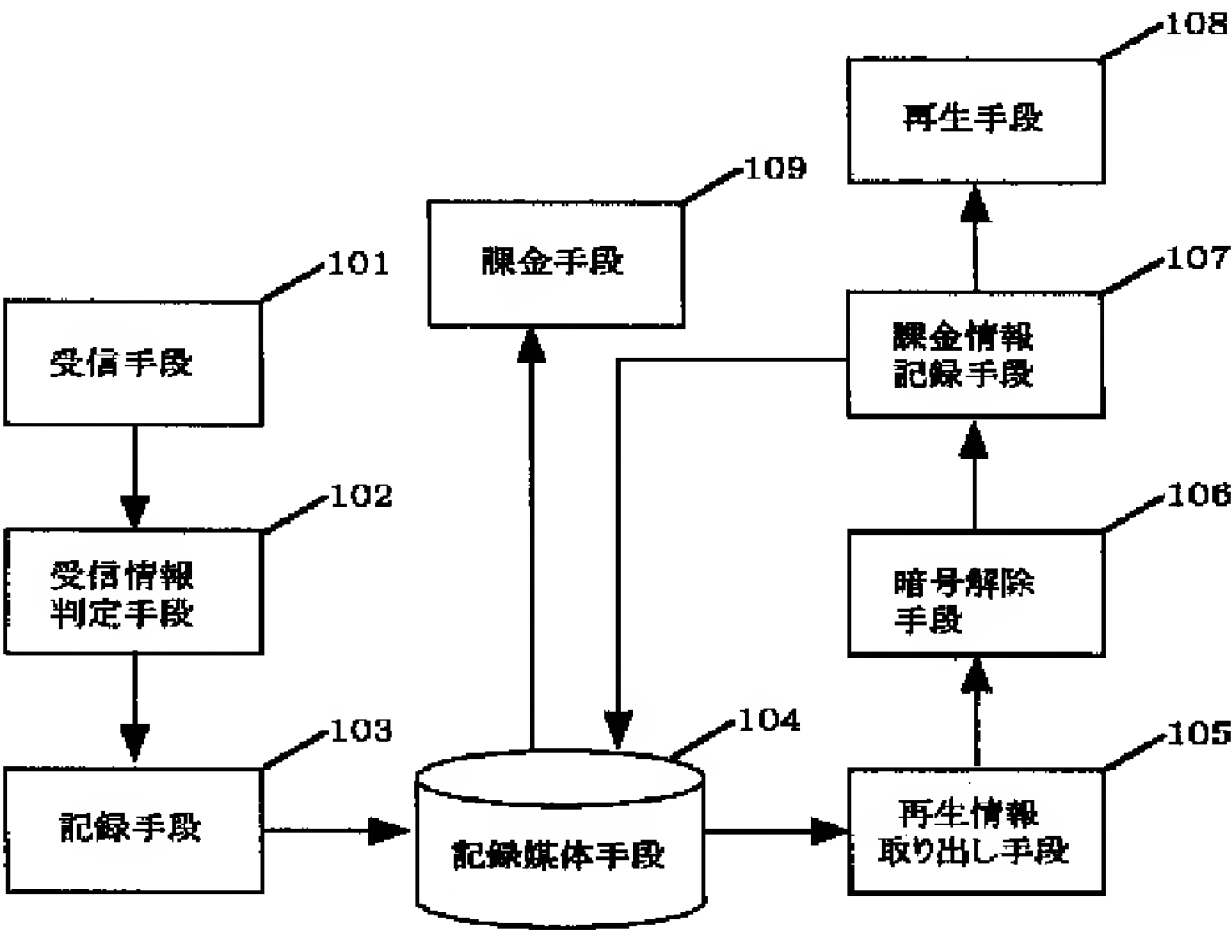 108
再生手段
109
課金手段
101
受信手段
107
課金情報
記録手段
102
受信情報
判定手段
106
暗号解除
手段
103
記録手段
104
記録媒体手段
105
再生情報
取り出し手段